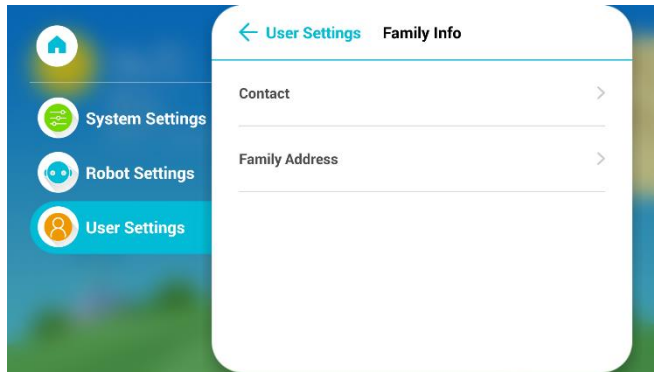 User Settings Family Info
Contact
System Settings
Family Address
Robot Settings
User Settings